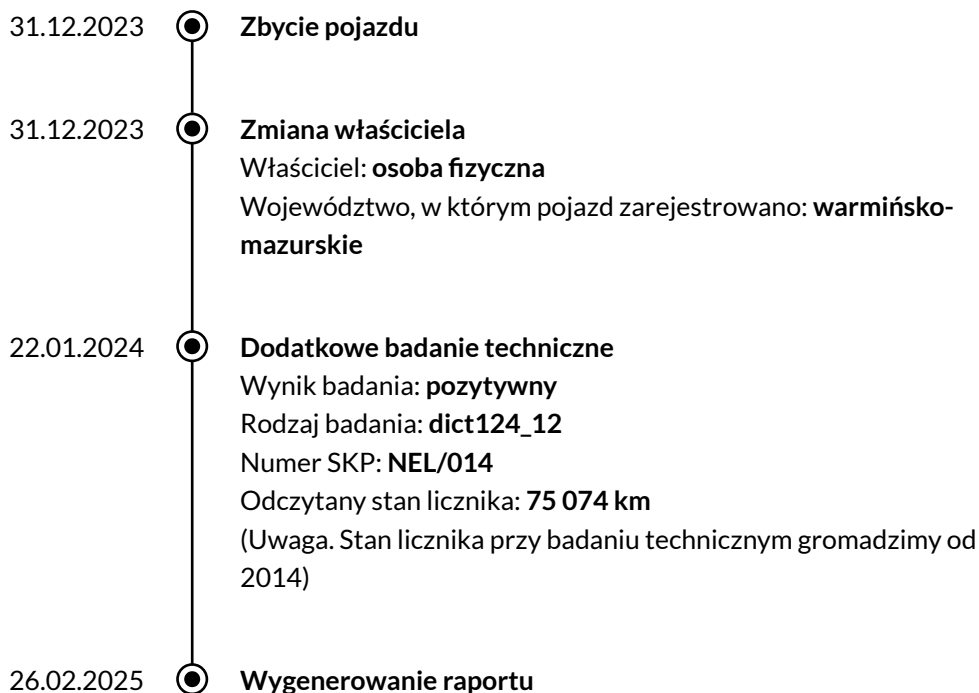 31.12.2023 Zbycie pojazdu
31.12.2023 Zmiana właściciela
Właściciel: osoba fizyczna
Województwo, w którym pojazd zarejestrowano: warmińsko-
mazurskie
22.01.2024 Dodatkowe badanie techniczne
Wynik badania: pozytywny
Rodzaj badania: dict124_12
Numer SKP: NEL/014
Odczytany stan licznika: 75 074 km
(Uwaga. Stan licznika przy badaniu technicznym gromadzimy od
2014)
26.02.2025 Wygenerowanie raportu